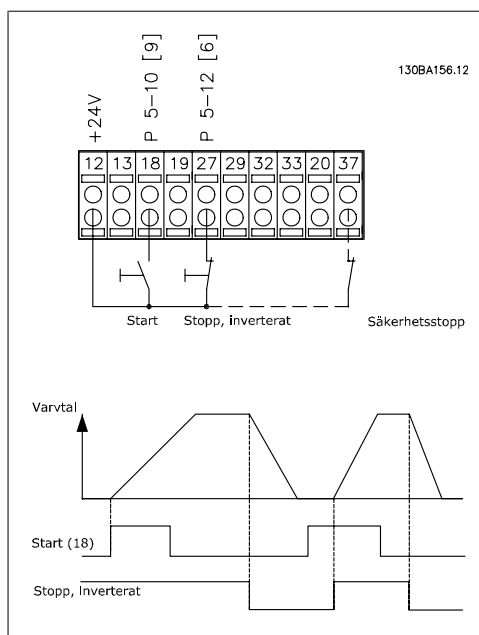 P 5-10 [9]
P 5-12 [6]
130BA156.12
+24V
12 13 18 19 27 29 32 33 20 37
Start
Stopp, inverterat
Säkerhetsstopp
Varvtal
Start (18)
Stopp, Inverterat